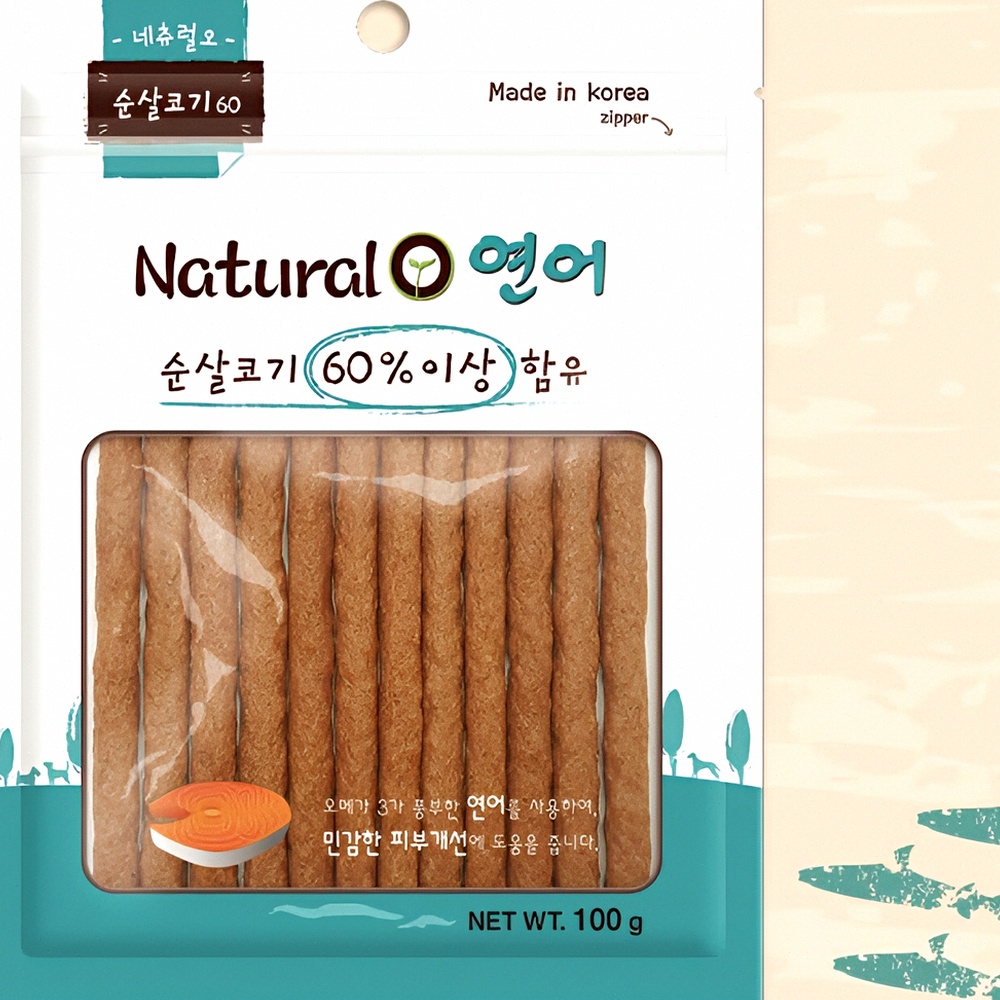 - 네츄럴오 -
순살코기 60
Made in korea
zipper
Natural O 연어
순살코기 60%이상 함유
오메가 3가 풍부한 연어를 사용하여,
민감한 피부개선에 도움을 줍니다.
NET WT. 100 g